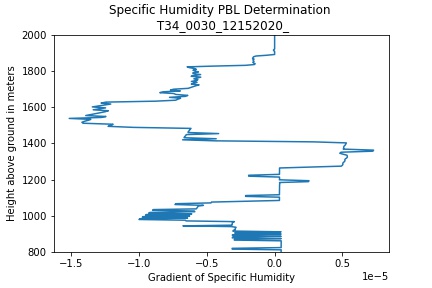 Specific Humidity PBL Determination
T34_0030_12152020_
Height above ground in meters
2000
1800
1600
1400
1200
1000
800
−1.5
−1.0
−0.5
0.0
0.5
1e−5
Gradient of Specific Humidity